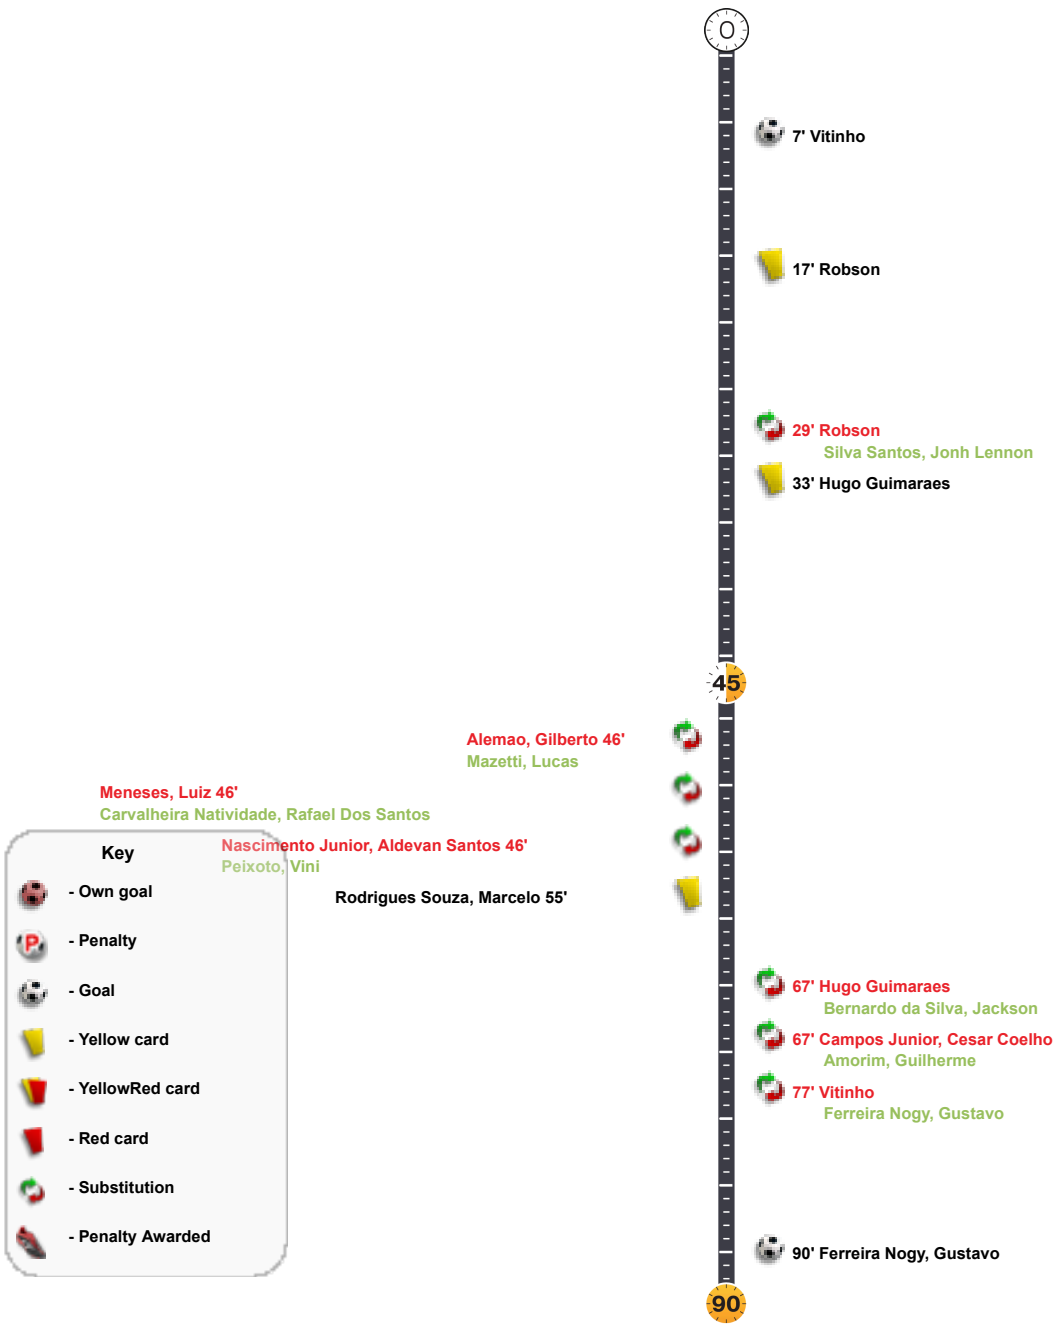 0
7' Vitinho
17' Robson
29' Robson
Silva Santos, Jonh Lennon
33' Hugo Guimaraes
45
Alemao, Gilberto 46'
Mazetti, Lucas
Meneses, Luiz 46'
Carvalheira Natividade, Rafael Dos Santos
Nascimento Junior, Aldevan Santos 46'
Peixoto, Vini
Rodrigues Souza, Marcelo 55'
67' Hugo Guimaraes
Bernardo da Silva, Jackson
67' Campos Junior, Cesar Coelho
Amorim, Guilherme
77' Vitinho
Ferreira Nogy, Gustavo
90' Ferreira Nogy, Gustavo
90
Key
- Own goal
P
- Penalty
- Goal
- Yellow card
- YellowRed card
- Red card
- Substitution
- Penalty Awarded